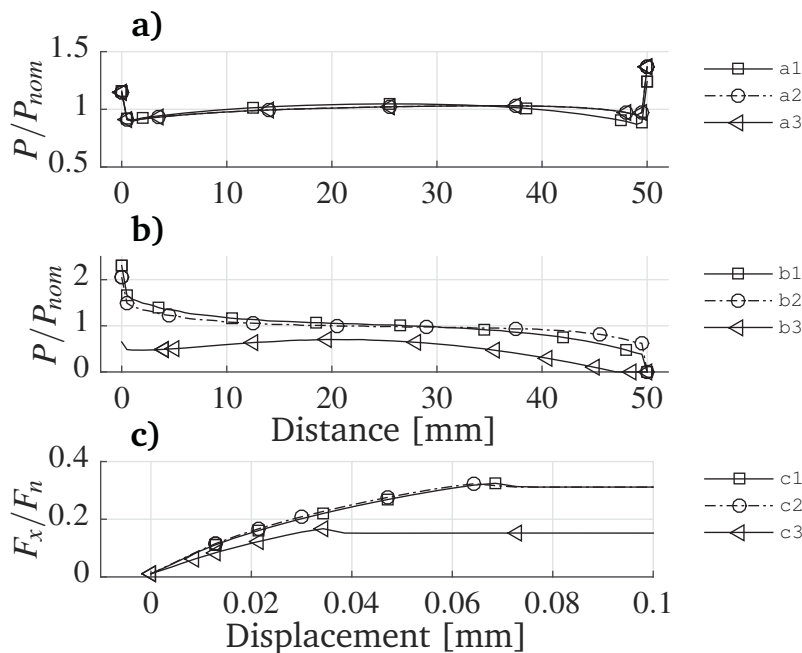 a)
1.5
1
0.5
P/P_nom
0 10 20 30 40 50
a1
a2
a3
b)
2
1
0
P/P_nom
0 10 20 30 40 50
Distance [mm]
b1
b2
b3
c)
0.4
0.2
0
F_x/F_n
0 0.02 0.04 0.06 0.08 0.1
Displacement [mm]
c1
c2
c3